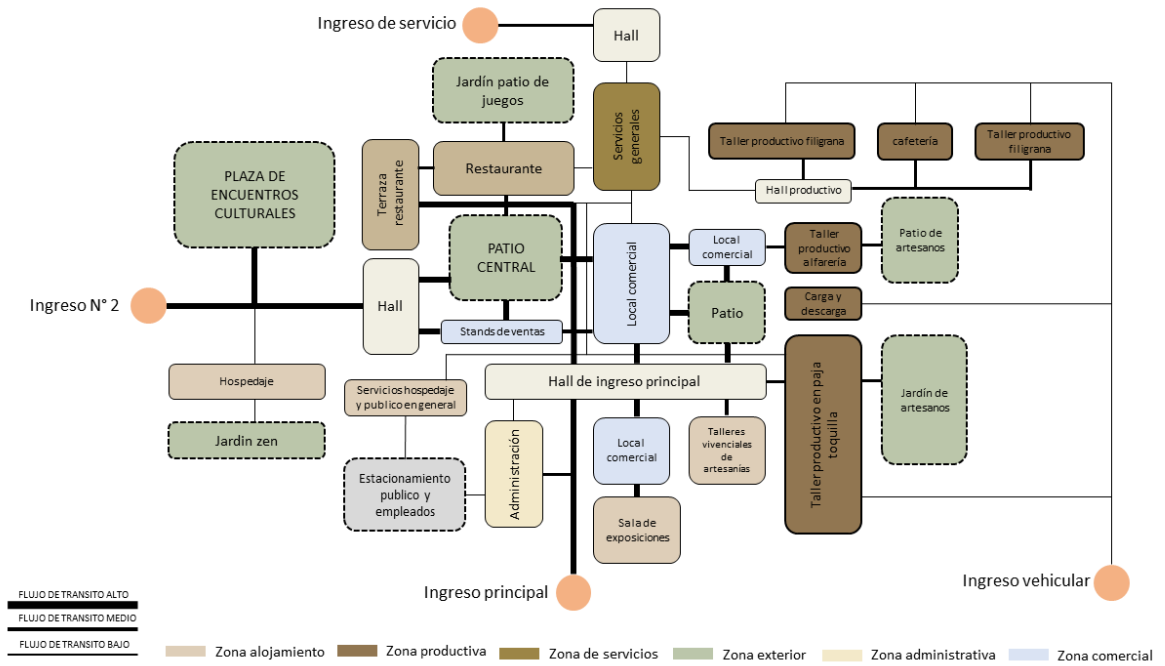 Ingreso de servicio
Hall
Jardín patio de
juegos
Servicios
generales
Taller productivo filigrana
cafetería
Taller productivo
filigrana
PLAZA DE
ENCUENTROS
CULTURALES
Terraza
restaurante
Restaurante
Hall productivo
PATIO
CENTRAL
Local comercial
Local
comercial
Taller
productivo
alfarería
Patio de
artesanos
Ingreso N° 2
Hall
Stands de ventas
Patio
Carga y
descarga
Hospedaje
Servicios hospedaje
y publico en general
Hall de ingreso principal
Taller productivo en paja
toquilla
Jardín de
artesanos
Jardin zen
Administración
Local
comercial
Talleres
vivenciales
de
artesanías
Estacionamiento
publico y
empleados
Sala de
exposiciones
Ingreso principal
Ingreso vehicular
FLUJO DE TRANSITO ALTO
FLUJO DE TRANSITO MEDIO
FLUJO DE TRANSITO BAJO
Zona alojamiento
Zona productiva
Zona de servicios
Zona exterior
Zona administrativa
Zona comercial